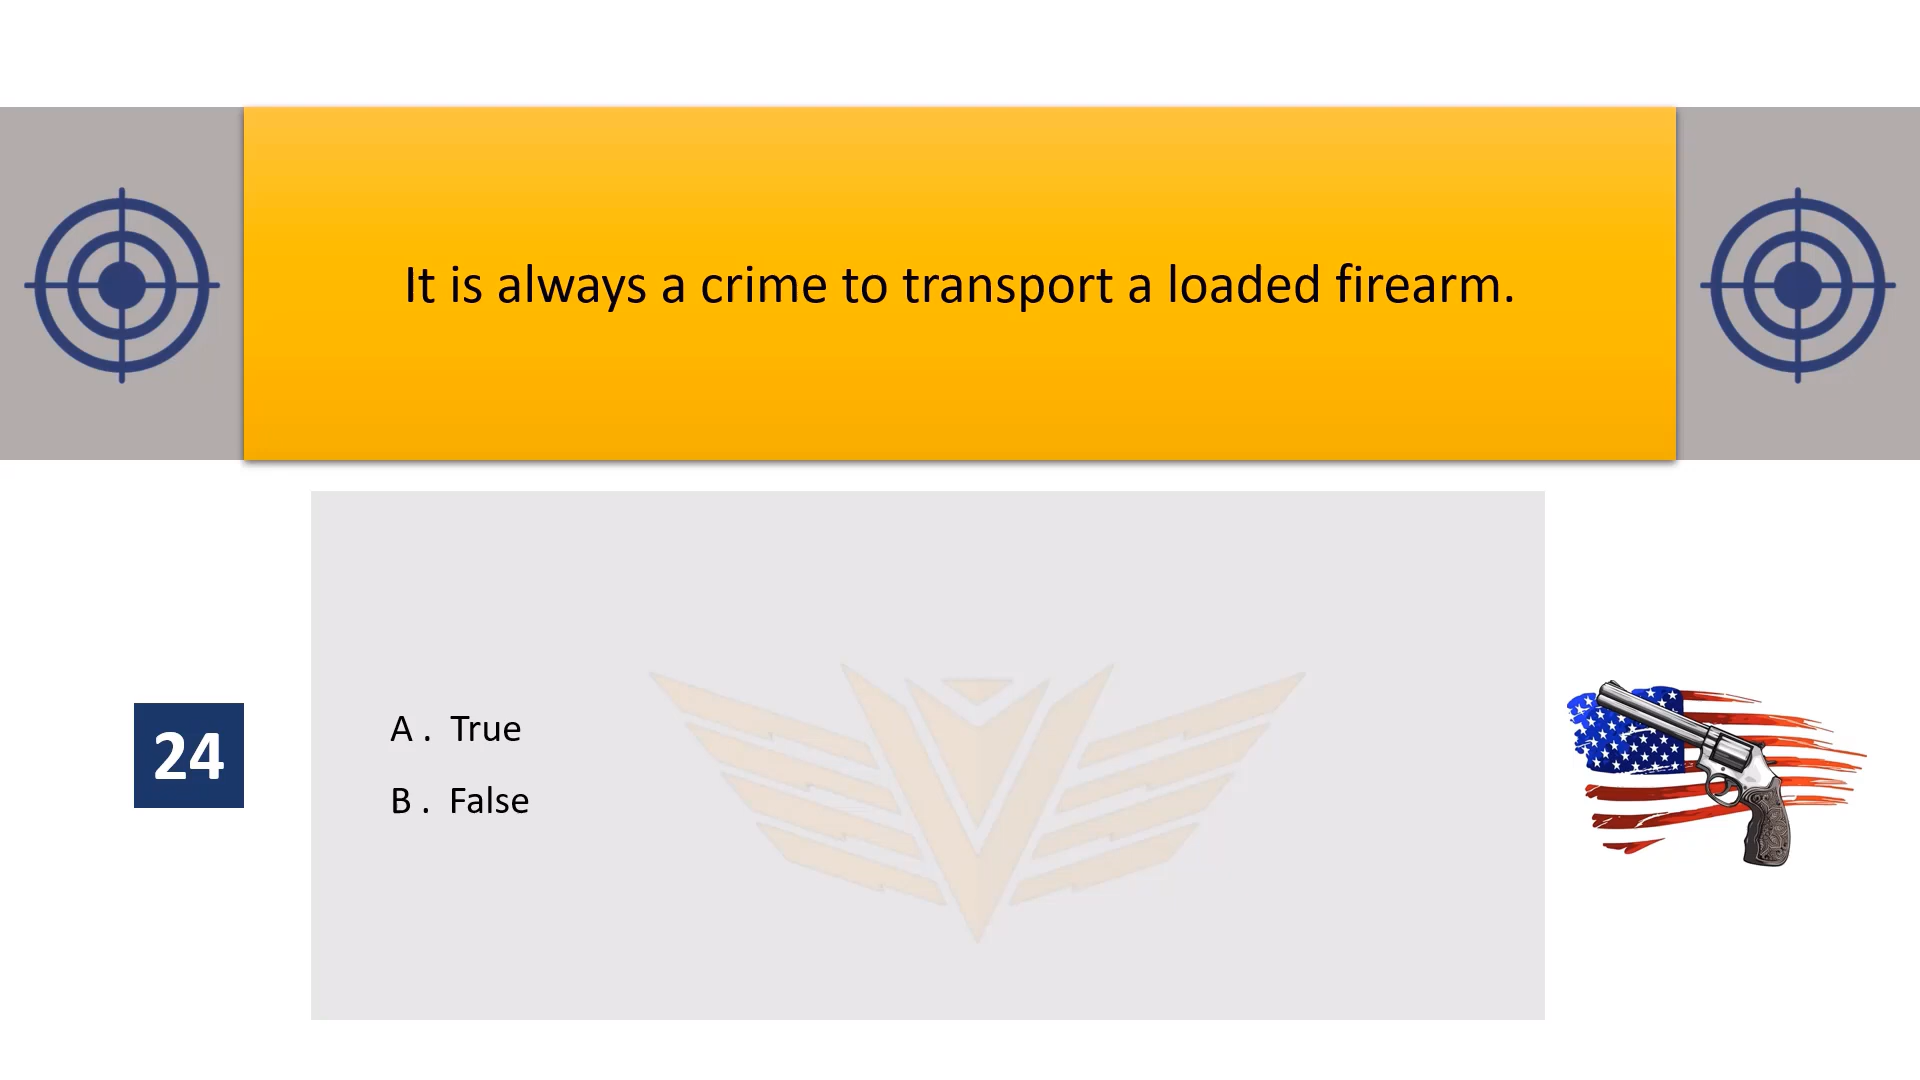 It is always a crime to transport a loaded firearm.
24
A . True
B . False